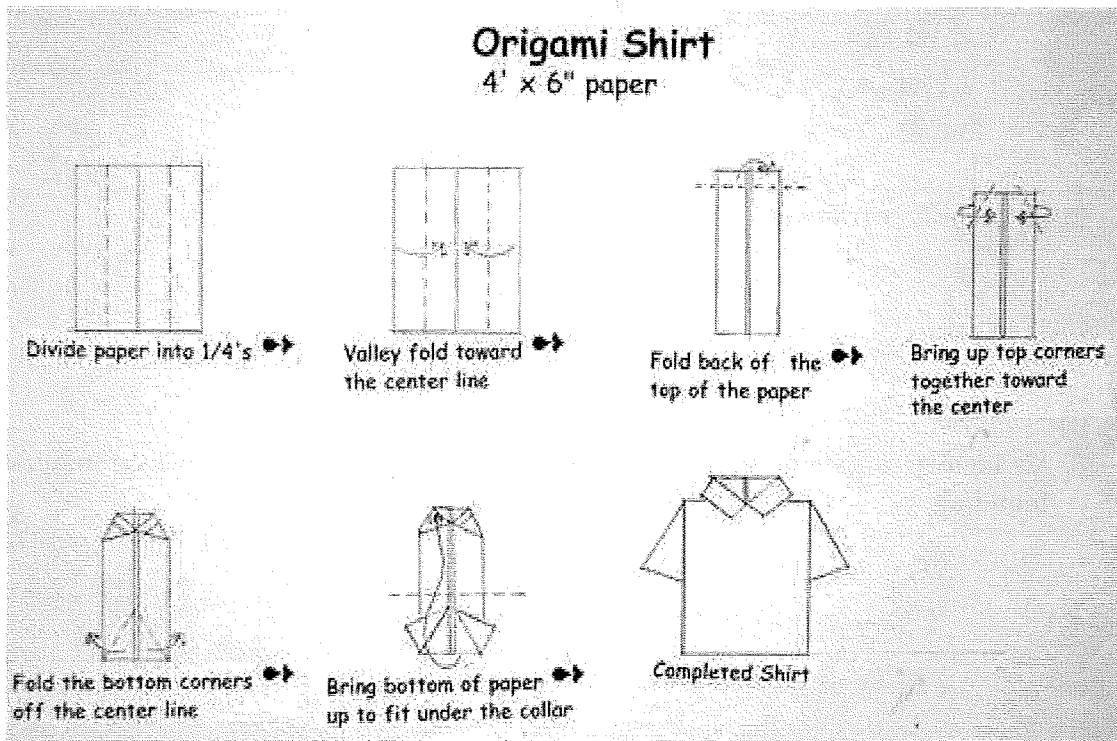 Origami Shirt
4' x 6" paper
Divide paper into 1/4's
Valley fold toward
the center line
Fold back of the
top of the paper
Bring up top corners
together toward
the center
Fold the bottom corners
off the center line
Bring bottom of paper
up to fit under the collar
Completed Shirt